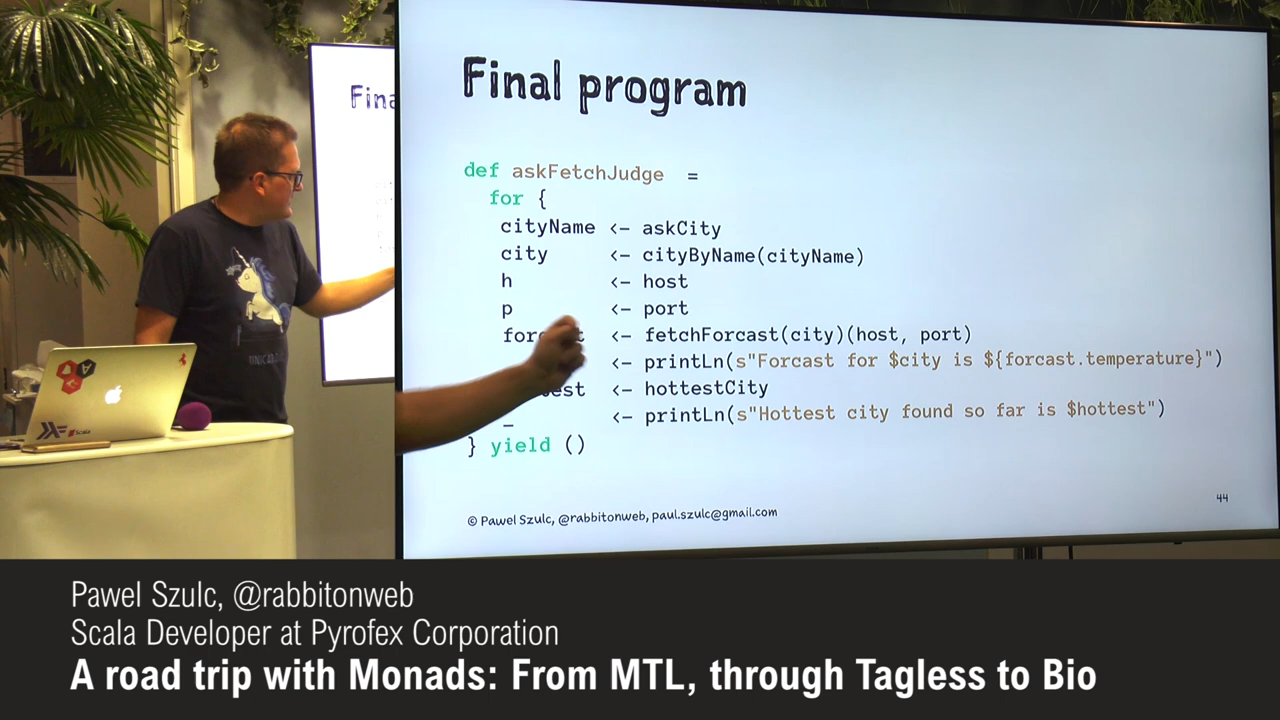 Final program
def askFetchJudge =
for {
cityName <- askCity
city <- cityByName(cityName)
h <- host
p <- port
<- fetchForcast(city)(host, port)
<- printLn(s"Forcast for $city is ${forcast.temperature}")
<- hottestCity
_ <- printLn(s"Hottest city found so far is $hottest")
} yield ()
44
© Pawel Szulc, @rabbitonweb, paul.szulc@gmail.com
Scala
Pawel Szulc, @rabbitonweb
Scala Developer at Pyrofex Corporation
A road trip with Monads: From MTL, through Tagless to Bio